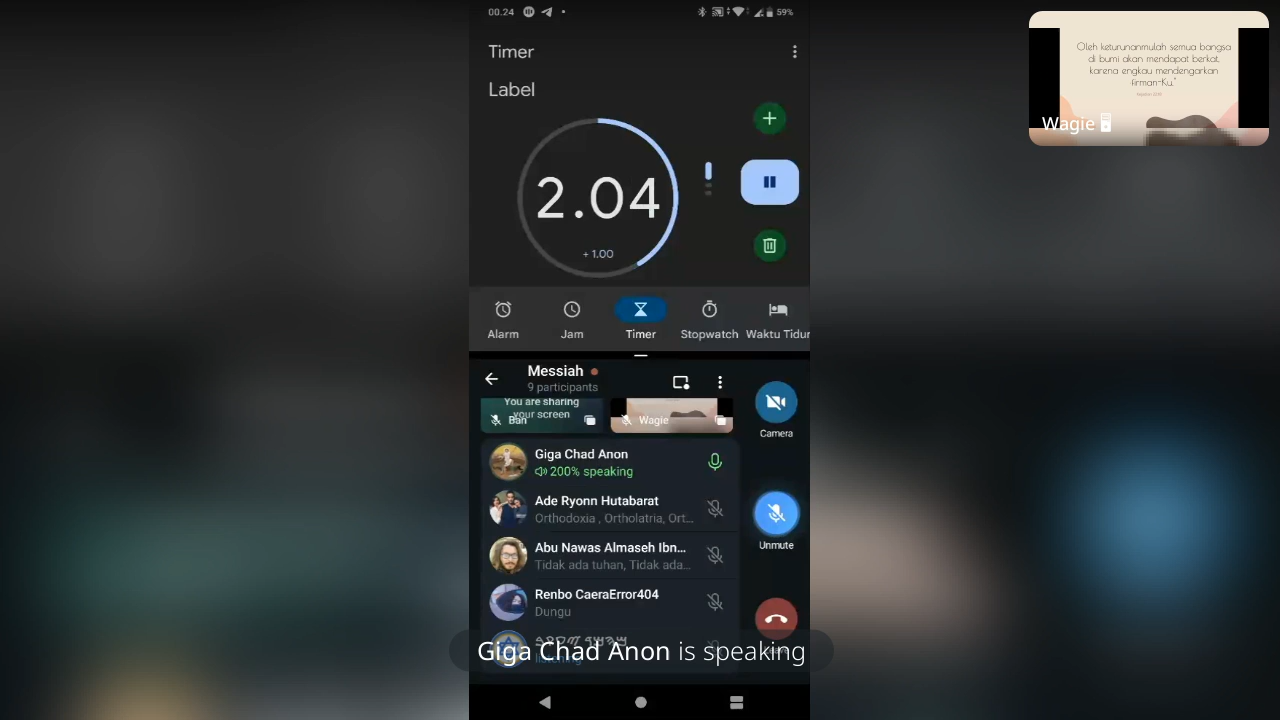 00.24
59%
Timer
Label
2.04
+ 1.00
Alarm
Jam
Timer
Stopwatch
Waktu Tidur
Messiah
9 participants
You are sharing
your screen
Ban
Wagie
Camera
Giga Chad Anon
200% speaking
Ade Ryonn Hutabarat
Orthodoxia , Ortholatria, Ort...
Unmute
Abu Nawas Almaseh Ibn...
Tidak ada tuhan, Tidak ada...
Renbo CaeraError404
Dungu
listening
Giga Chad Anon is speaking
Oleh keturunanmulah semua bangsa
di bumi akan mendapat berkat,
karena engkau mendengarkan
firman-Ku."
Wagie